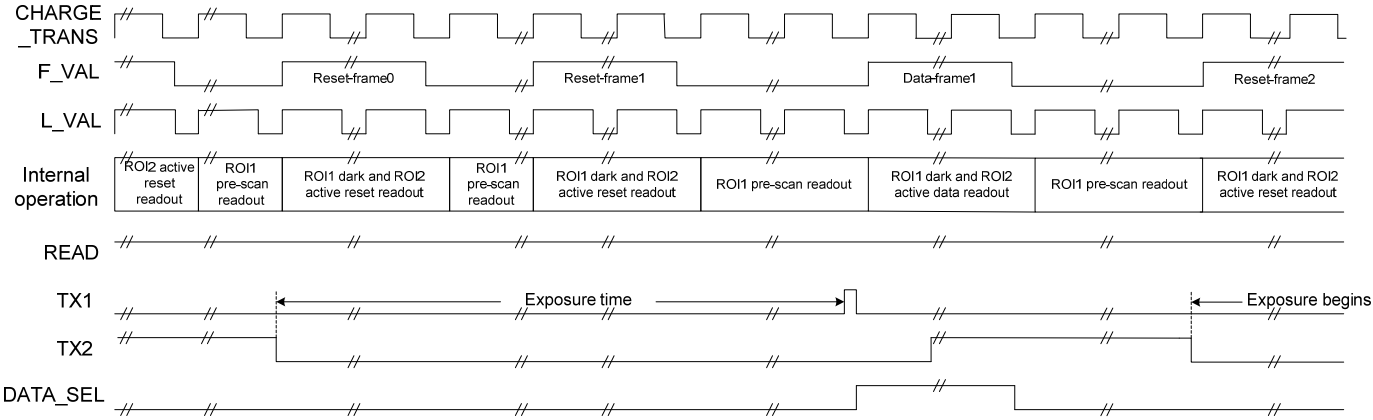 CHARGE
_TRANS
F_VAL
Reset-frame0
Reset-frame1
Data-frame1
Reset-frame2
L_VAL
Internal
operation
ROI2 active
reset
readout
ROI1
pre-scan
readout
ROI1 dark and ROI2
active reset readout
ROI1
pre-scan
readout
ROI1 dark and ROI2
active reset readout
ROI1 pre-scan readout
ROI1 dark and ROI2
active data readout
ROI1 pre-scan readout
ROI1 dark and ROI2
active reset readout
READ
TX1
Exposure time
Exposure begins
TX2
DATA_SEL